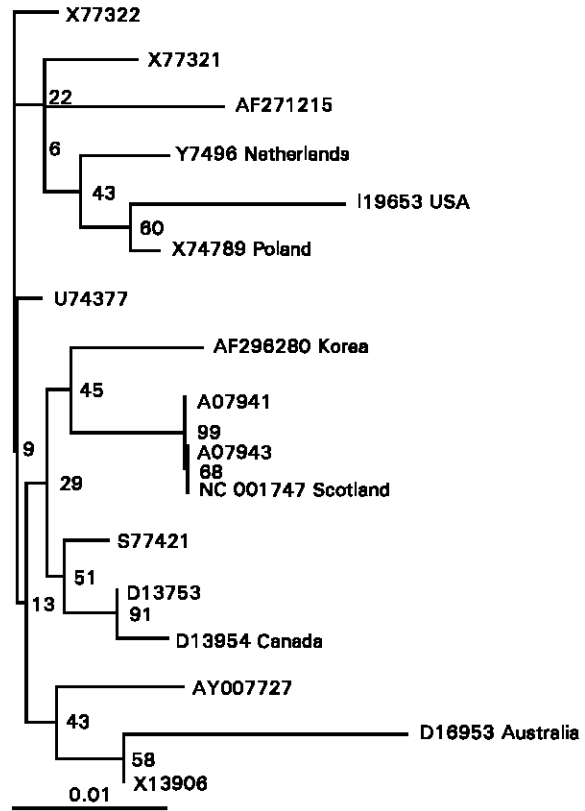 X77322
X77321
22
AF271215
6
Y7496 Netherlands
43
I19653 USA
60
X74789 Poland
U74377
AF296280 Korea
45
A07941
99
9
A07943
68
29
NC 001747 Scotland
S77421
51
D13753
13
91
D13954 Canada
AY007727
43
D16953 Australia
58
X13906
0.01